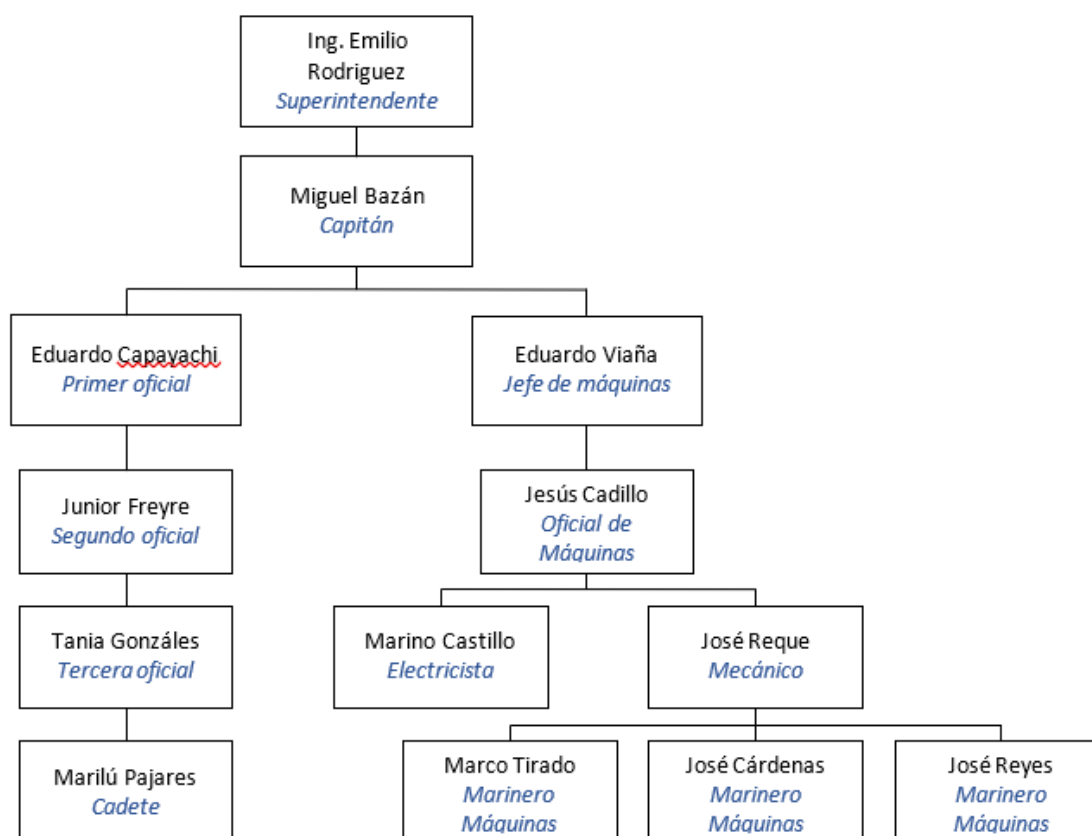 Ing. Emilio
Rodriguez
Superintendente
Miguel Bazán
Capitán
Eduardo Capayachi
Primer oficial
Eduardo Viaña
Jefe de máquinas
Junior Freyre
Segundo oficial
Jesús Cadillo
Oficial de
Máquinas
Tania Gonzáles
Tercera oficial
Marino Castillo
Electricista
José Reque
Mecánico
Marilú Pajares
Cadete
Marco Tirado
Marinero
Máquinas
José Cárdenas
Marinero
Máquinas
José Reyes
Marinero
Máquinas